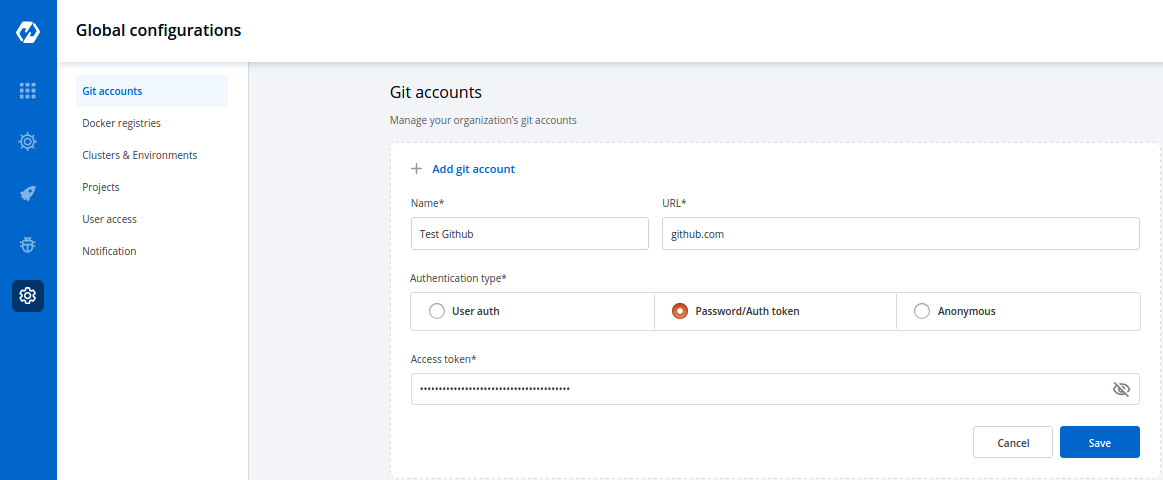 Global configurations
Git accounts
Docker registries
Clusters & Environments
Projects
User access
Notification
Git accounts
Manage your organization's git accounts
+ Add git account
Name* URL*
Test Github github.com
Authentication type*
User auth Password/Auth token Anonymous
Access token*
Cancel Save